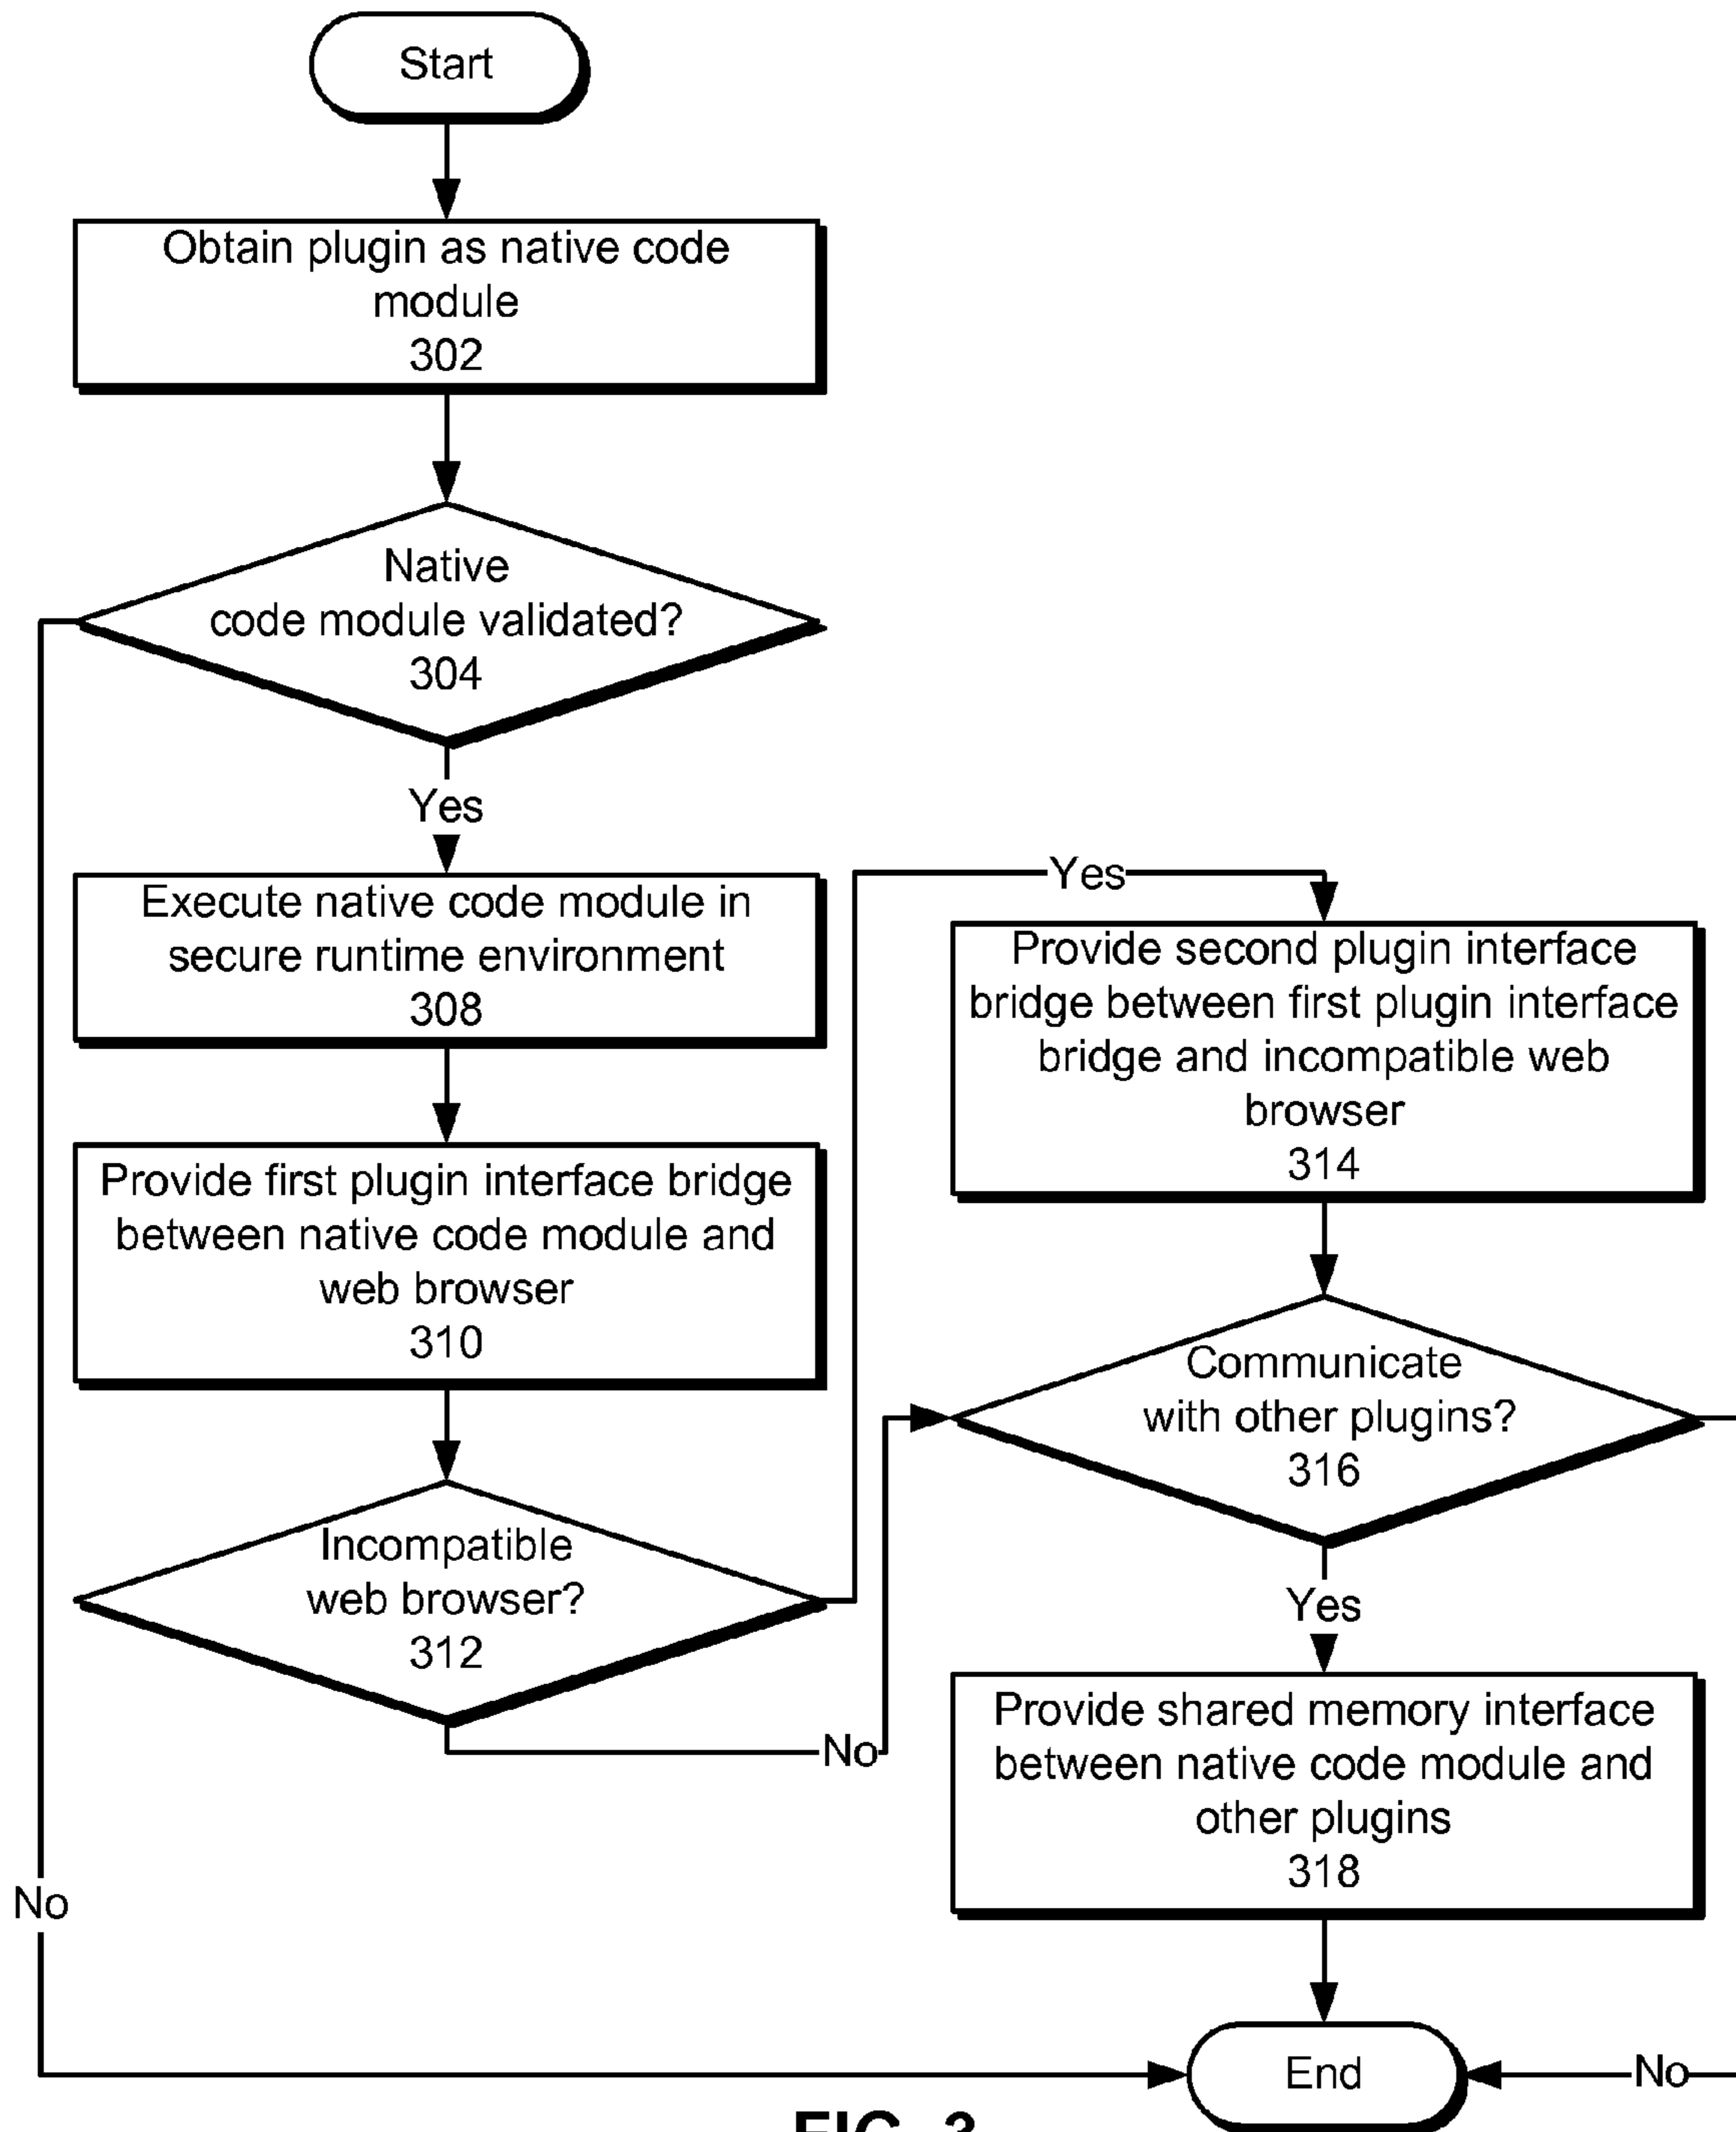 Start
Obtain plugin as native code
module
302
Native
code module validated?
304
Yes
Execute native code module in
secure runtime environment
308
Provide first plugin interface bridge
between native code module and
web browser
310
Incompatible
web browser?
312
No
Yes
Provide second plugin interface
bridge between first plugin interface
bridge and incompatible web
browser
314
Communicate
with other plugins?
316
Yes
Provide shared memory interface
between native code module and
other plugins
318
No
End
No
FIG. 3